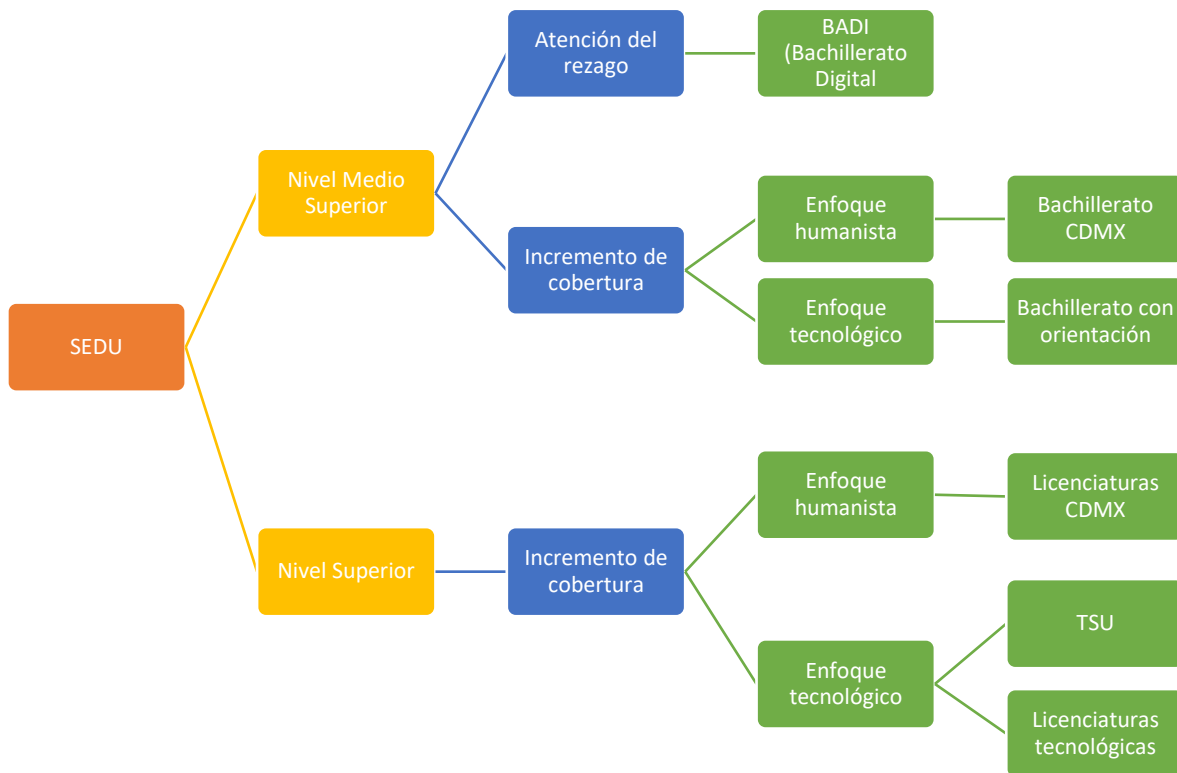 Atención del
rezago
BADI
(Bachillerato
Digital
Nivel Medio
Superior
Enfoque
humanista
Bachillerato
CDMX
Incremento de
cobertura
Enfoque
tecnológico
Bachillerato con
orientación
SEDU
Enfoque
humanista
Licenciaturas
CDMX
Nivel Superior
Incremento de
cobertura
TSU
Enfoque
tecnológico
Licenciaturas
tecnológicas